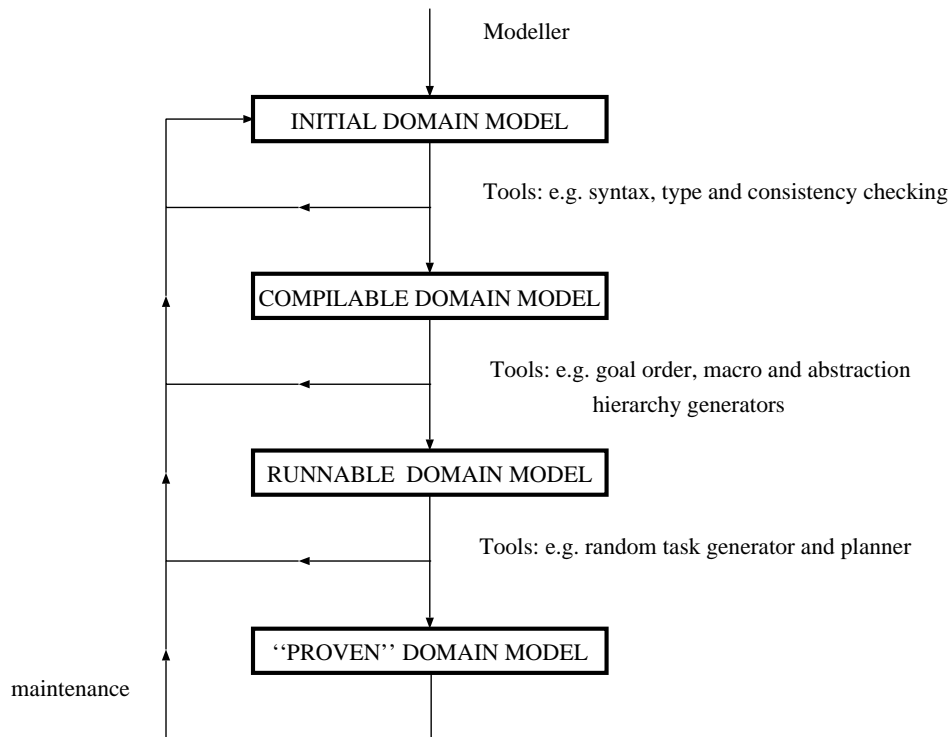 Modeller
INITIAL DOMAIN MODEL
Tools: e.g. syntax, type and consistency checking
COMPILABLE DOMAIN MODEL
Tools: e.g. goal order, macro and abstraction
hierarchy generators
RUNNABLE DOMAIN MODEL
Tools: e.g. random task generator and planner
‘‘PROVEN’’ DOMAIN MODEL
maintenance